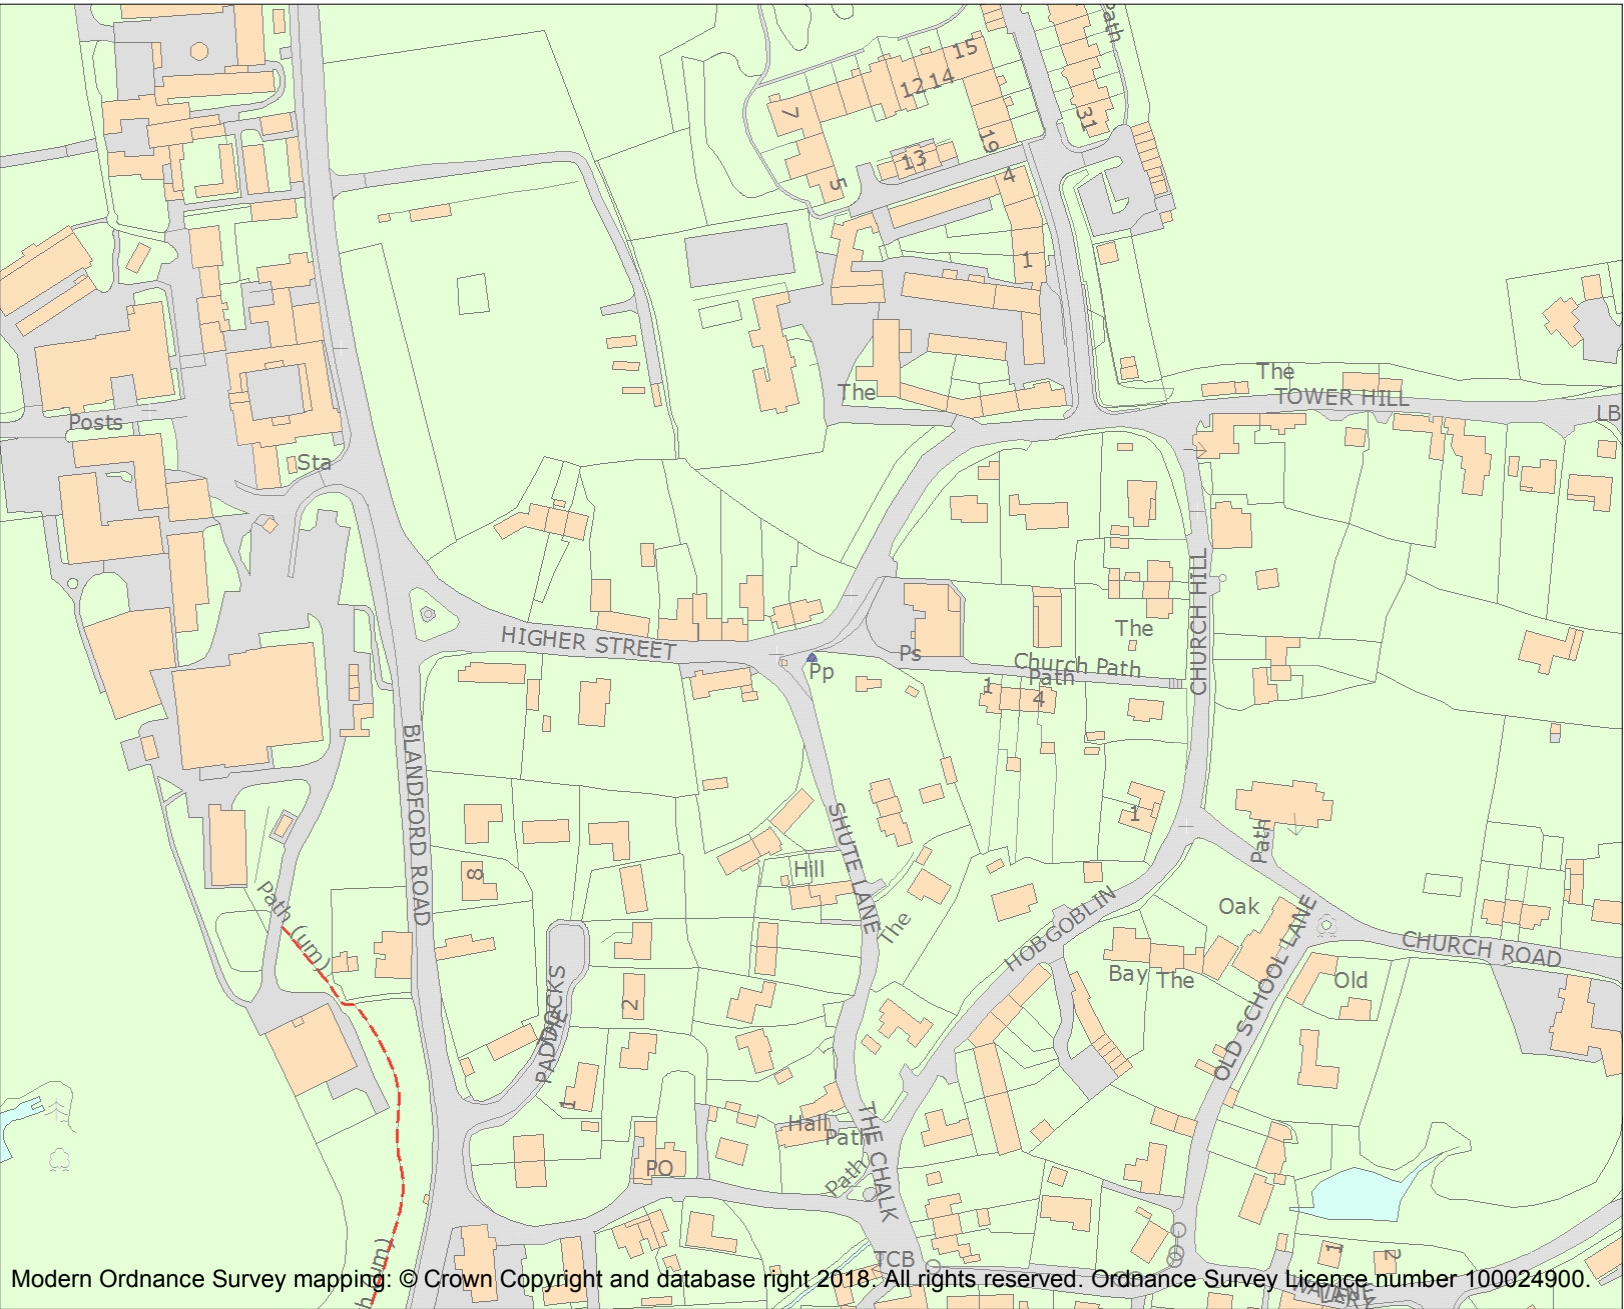 Path
15
12 14
7
31
19
13
5
4
1
The
The
TOWER HILL
LB
Posts
Sta
CHURCH HILL
HIGHER STREET
The
Ps
Church Path
Path
Pp
1
4
BLANDFORD ROAD
SHUTE LANE
1
Path
Hill
8
Path (um)
The
HOBGOBLIN
Oak
OLD SCHOOL LANE
CHURCH ROAD
Bay
The
Old
PADDOCKS
THE
2
1
Hall
Path
THE CHALK
Path
PO
TCB
1
2
Modern Ordnance Survey mapping: © Crown Copyright and database right 2018. All rights reserved. Ordnance Survey Licence number 100024900.